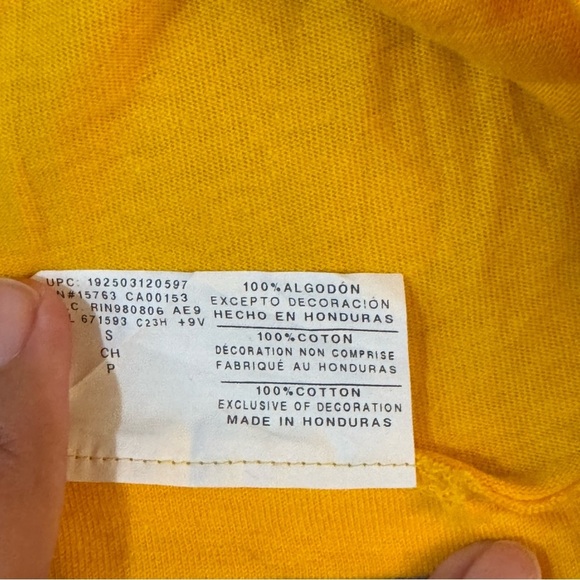 UPC: 192503120597
N#15763 CA00153
.C. RIN980806 AE9
L 671593 C23H +9V
S
CH
P
100%ALGODÓN
EXCEPTO DECORACIÓN
HECHO EN HONDURAS
100%COTON
DÉCORATION NON COMPRISE
FABRIQUÉ AU HONDURAS
100%COTTON
EXCLUSIVE OF DECORATION
MADE IN HONDURAS